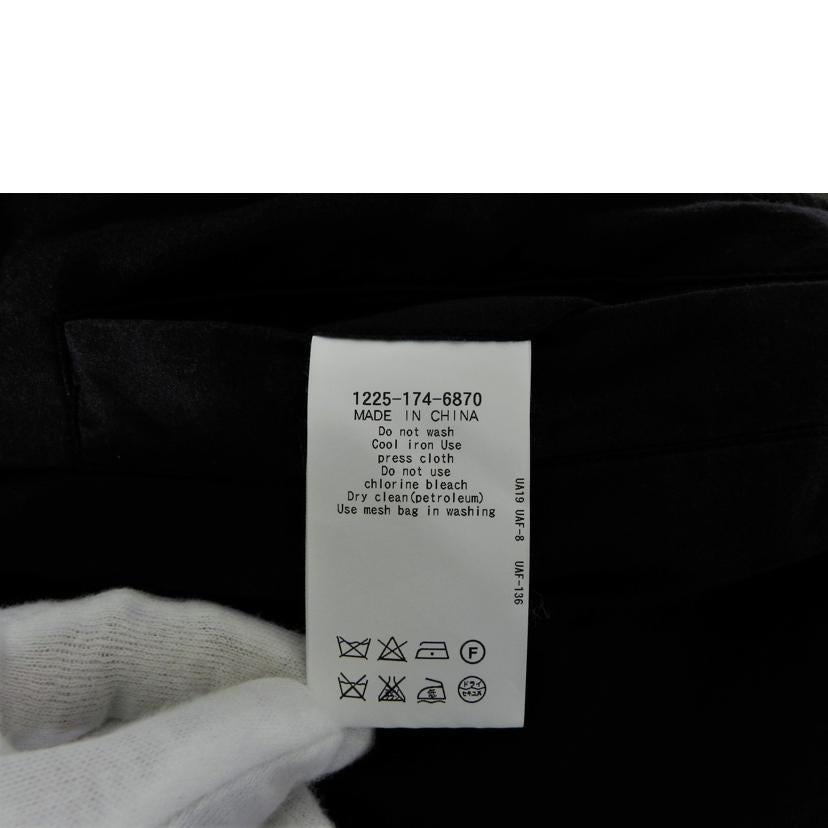 1225-174-6870
MADE IN CHINA
Do not wash
Cool iron Use
press cloth
Do not use
chlorine bleach
Dry clean(petroleum)
Use mesh bag in washing
UA19 UAF-8 UAF-136
F
ドライ
セキユ系